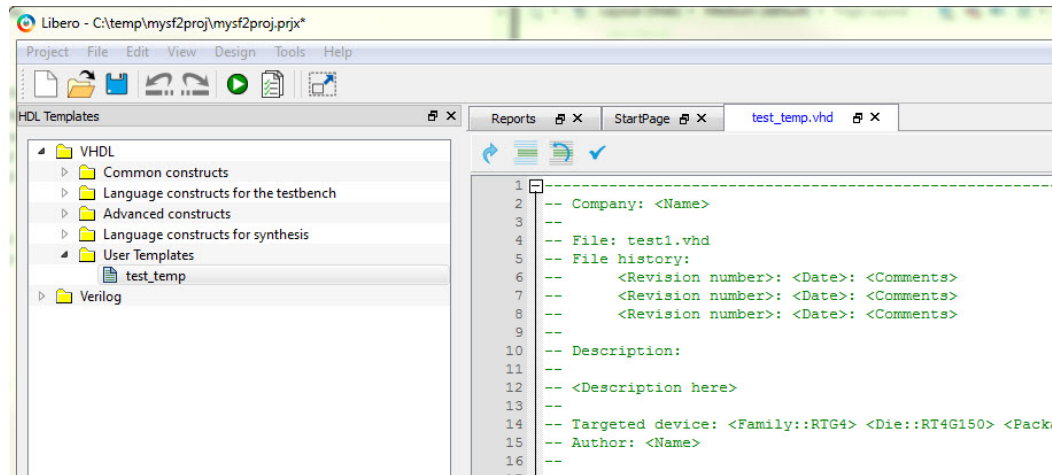 Libero - C:\temp\mysf2proj\mysf2proj.prjx*
Project File Edit View Design Tools Help
HDL Templates
VHDL
Common constructs
Language constructs for the testbench
Advanced constructs
Language constructs for synthesis
User Templates
test_temp
Verilog
Reports StartPage test_temp.vhd
1 --------------------------------------------------------------------
2 -- Company: <Name>
3 --
4 -- File: test1.vhd
5 -- File history:
6 -- <Revision number>: <Date>: <Comments>
7 -- <Revision number>: <Date>: <Comments>
8 -- <Revision number>: <Date>: <Comments>
9 --
10 -- Description:
11 --
12 -- <Description here>
13 --
14 -- Targeted device: <Family::RTG4> <Die::RT4G150> <Pack
15 -- Author: <Name>
16 --